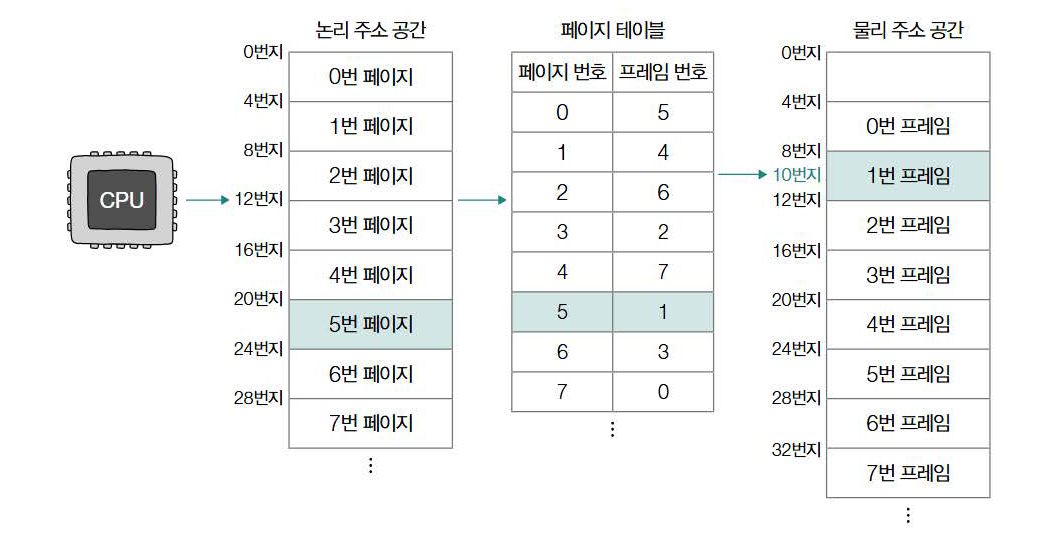 논리 주소 공간
페이지 테이블
물리 주소 공간
CPU
0번지
4번지
8번지
12번지
16번지
20번지
24번지
28번지
0번 페이지
1번 페이지
2번 페이지
3번 페이지
4번 페이지
5번 페이지
6번 페이지
7번 페이지
⋮
페이지 번호 프레임 번호
0 5
1 4
2 6
3 2
4 7
5 1
6 3
7 0
⋮
0번지
4번지
8번지
10번지
12번지
16번지
20번지
24번지
28번지
32번지
0번 프레임
1번 프레임
2번 프레임
3번 프레임
4번 프레임
5번 프레임
6번 프레임
7번 프레임
⋮